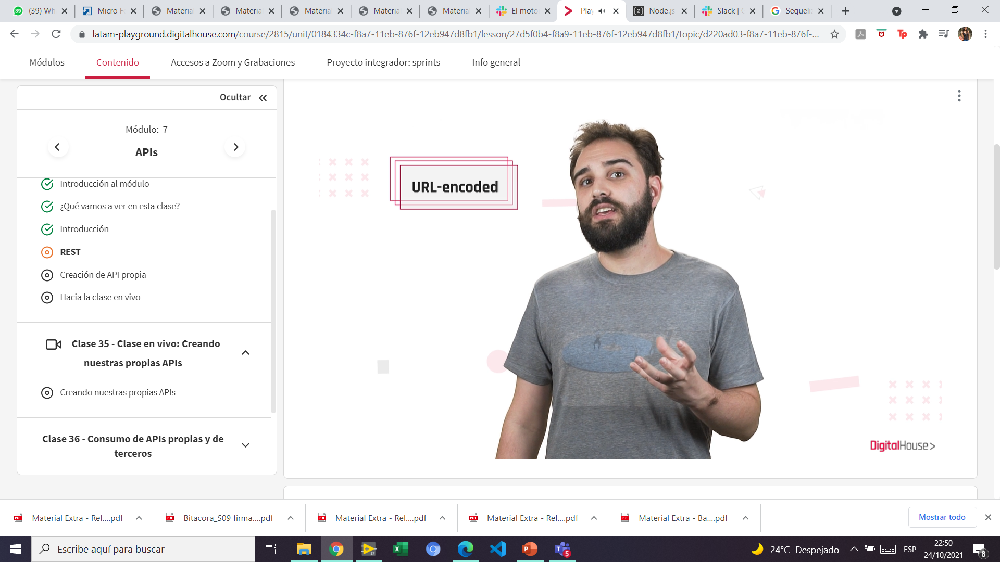 (39) Wh
Micro F
Material
Material
Material
Material
Material
El moto
Play
Node.js
Slack |
Sequeli
latam-playground.digitalhouse.com/course/2815/unit/0184334c-f8a7-11eb-876f-12eb947d8fb1/lesson/27d5f0b4-f8a9-11eb-876f-12eb947d8fb1/topic/d220ad03-f8a7-11eb-876f-...
Módulos
Contenido
Accesos a Zoom y Grabaciones
Proyecto integrador: sprints
Info general
Ocultar
Módulo: 7
APIs
Introducción al módulo
¿Qué vamos a ver en esta clase?
Introducción
REST
Creación de API propia
Hacia la clase en vivo
Clase 35 - Clase en vivo: Creando
nuestras propias APIs
Creando nuestras propias APIs
Clase 36 - Consumo de APIs propias y de
terceros
URL-encoded
DigitalHouse>
Material Extra - Rel....pdf
Bitacora_S09 firma....pdf
Material Extra - Rel....pdf
Material Extra - Rel....pdf
Material Extra - Ba....pdf
Mostrar todo
Escribe aquí para buscar
24°C Despejado
ESP
22:50
24/10/2021
8